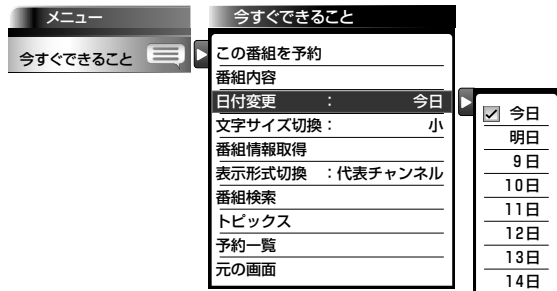 メニュー
今すぐできること
今すぐできること
この番組を予約
番組内容
日付変更 : 今日
文字サイズ切換 : 小
番組情報取得
表示形式切換 : 代表チャンネル
番組検索
トピックス
予約一覧
元の画面
今日
明日
9日
10日
11日
12日
13日
14日